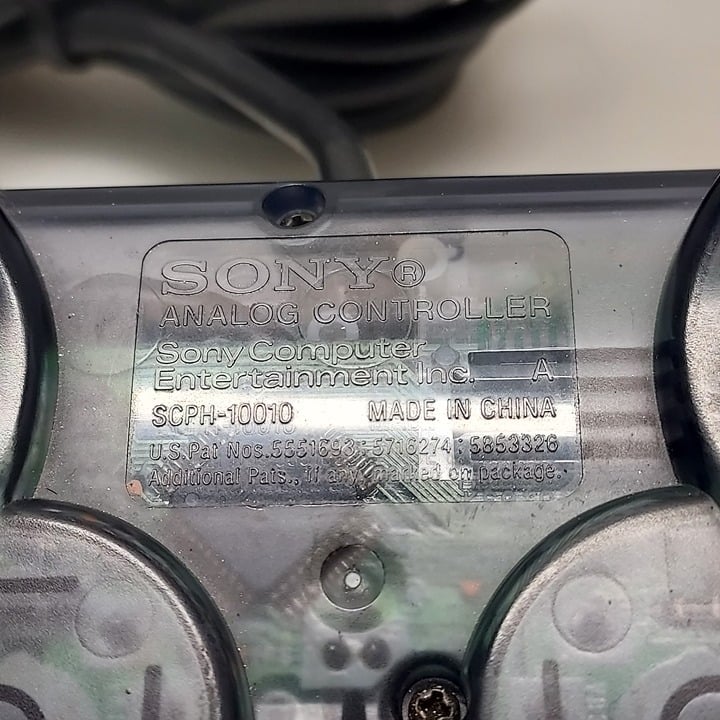 SONY®
ANALOG CONTROLLER
Sony Computer
Entertainment Inc. A
SCPH-10010 MADE IN CHINA
U.S.Pat Nos.5551693;5716274;5853326
Additional Pats., if any, marked on package.